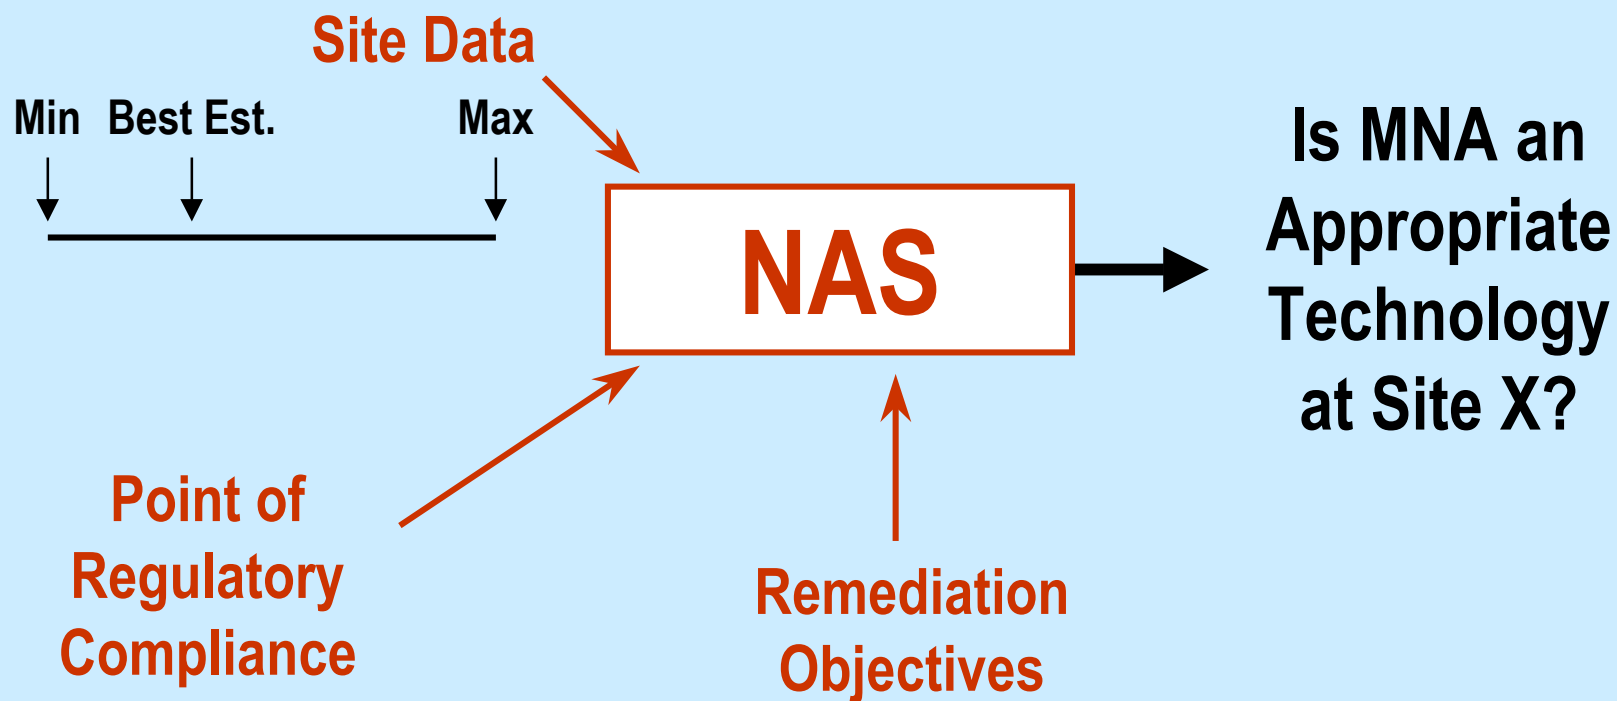 Site Data
Min Best Est. Max
NAS
Is MNA an
Appropriate
Technology
at Site X?
Point of
Regulatory
Compliance
Remediation
Objectives